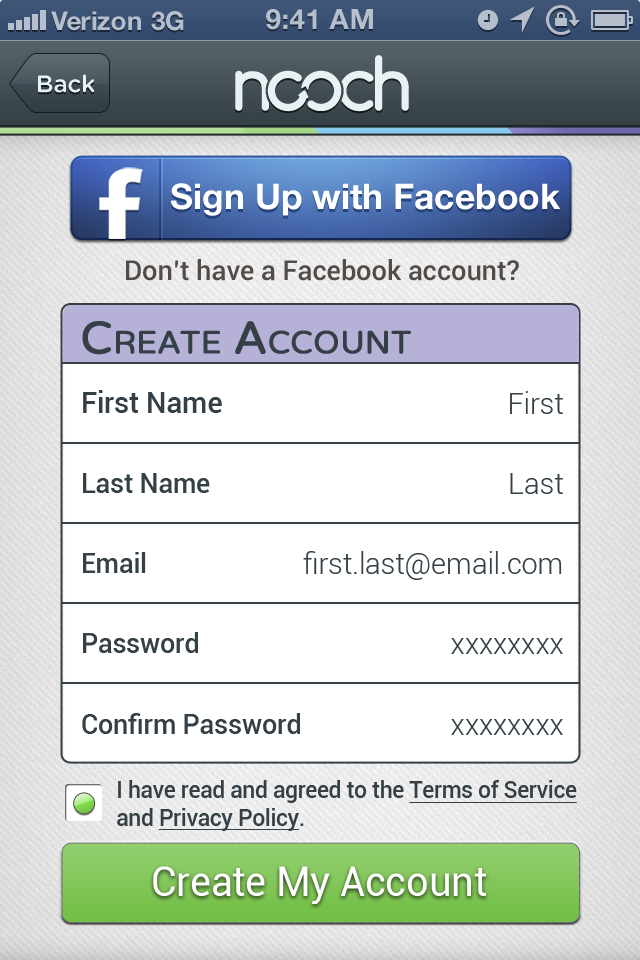 Verizon 3G 9:41 AM
Back
nooch
f Sign Up with Facebook
Don't have a Facebook account?
Create Account
First Name First
Last Name Last
Email first.last@email.com
Password xxxxxxxx
Confirm Password xxxxxxxx
I have read and agreed to the Terms of Service
and Privacy Policy.
Create My Account